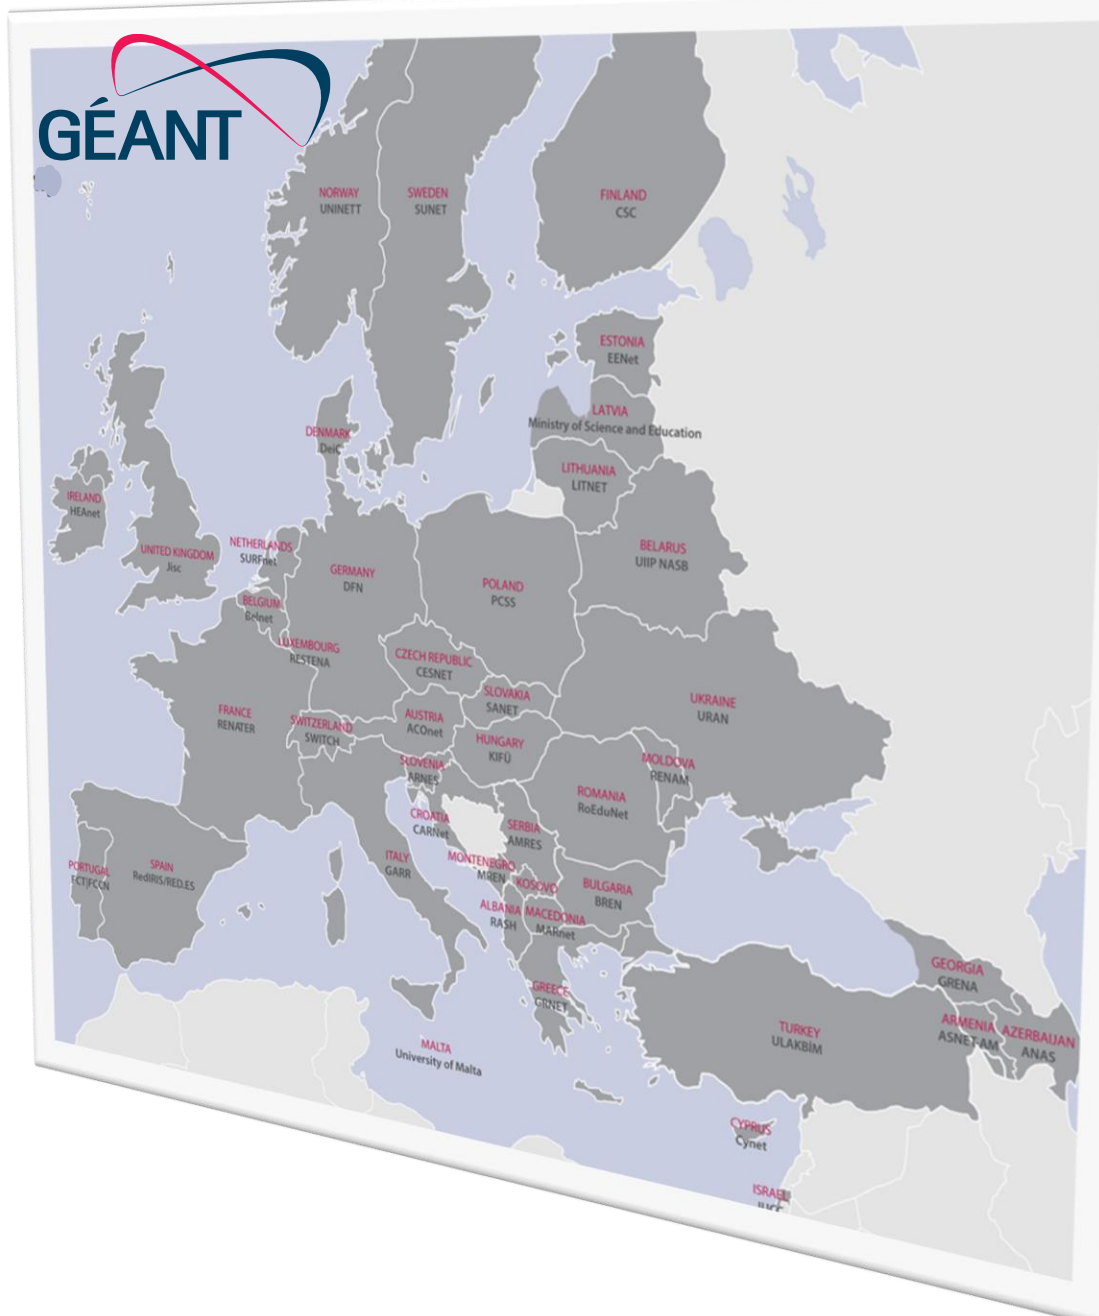 GÉANT
NORWAY
UNINETT
SWEDEN
SUNET
FINLAND
CSC
ESTONIA
EENet
LATVIA
Ministry of Science and Education
DENMARK
DeiC
LITHUANIA
LITNET
IRELAND
HEAnet
UNITED KINGDOM
Jisc
NETHERLANDS
SURFnet
BELARUS
UIIP NASB
GERMANY
DFN
POLAND
PCSS
BELGIUM
Belnet
LUXEMBOURG
RESTENA
CZECH REPUBLIC
CESNET
SLOVAKIA
SANET
UKRAINE
URAN
FRANCE
RENATER
SWITZERLAND
SWITCH
AUSTRIA
ACOnet
HUNGARY
KIFÜ
MOLDOVA
RENAM
SLOVENIA
ARNES
ROMANIA
RoEduNet
CROATIA
CARNet
SERBIA
AMRES
PORTUGAL
FCT|FCCN
SPAIN
RedIRIS/RED.ES
ITALY
GARR
MONTENEGRO
MREN
KOSOVO
BULGARIA
BREN
ALBANIA
RASH
MACEDONIA
MARnet
GEORGIA
GRENA
GREECE
GRNET
MALTA
University of Malta
TURKEY
ULAKBIM
ARMENIA
ASNET-AM
AZERBAIJAN
ANAS
CYPRUS
Cynet
ISRAEL
IUCC